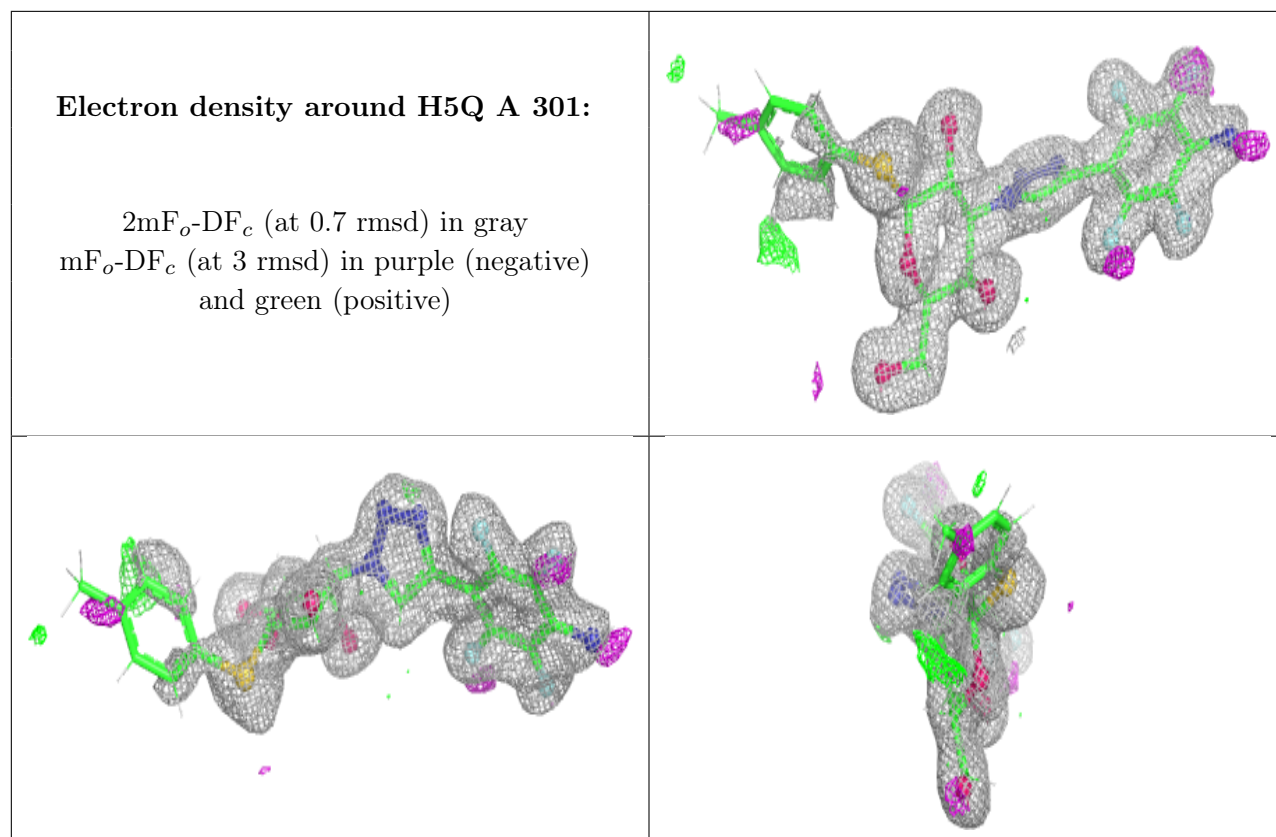 Electron density around H5Q A 301:
2mFo-DFc (at 0.7 rmsd) in gray
mFo-DFc (at 3 rmsd) in purple (negative)
and green (positive)